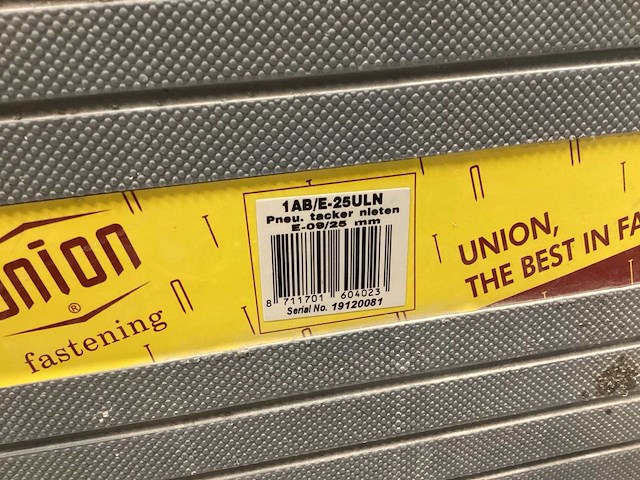 union
®
fastening
1AB/E-25ULN
Pneu. tacker nieten
E-09/25 mm
8 711701 604023
Serial No. 19120081
UNION,
THE BEST IN FA